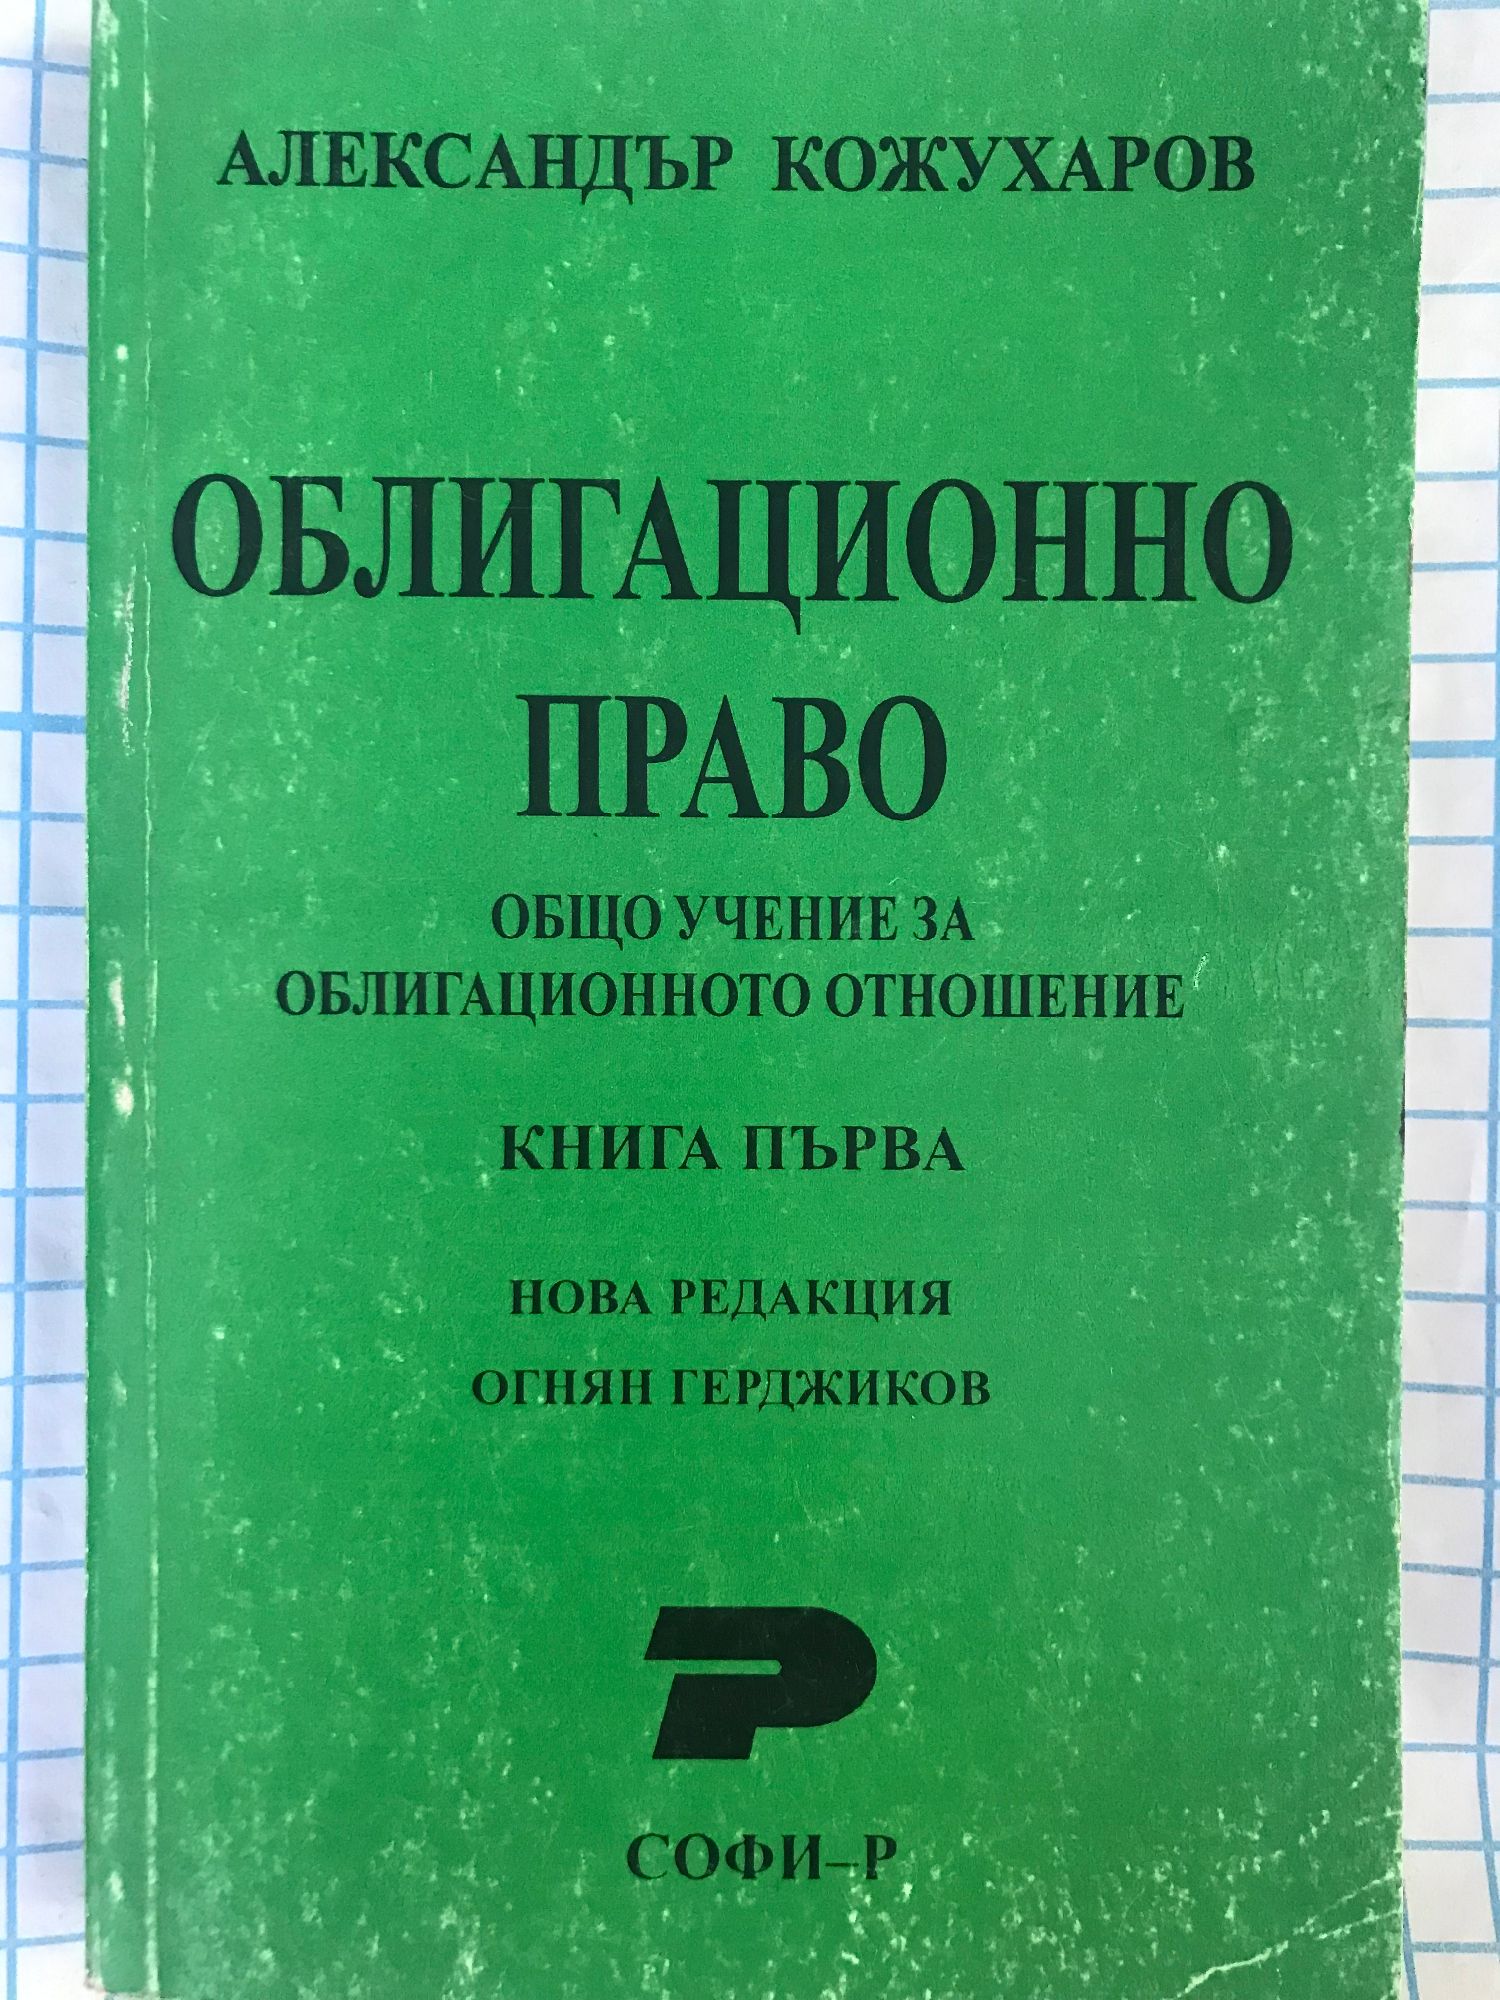 АЛЕКСАНДЪР КОЖУХАРОВ
ОБЛИГАЦИОННО
ПРАВО
ОБЩО УЧЕНИЕ ЗА
ОБЛИГАЦИОННОТО ОТНОШЕНИЕ
КНИГА ПЪРВА
НОВА РЕДАКЦИЯ
ОГНЯН ГЕРДЖИКОВ
Р
СОФИ–Р